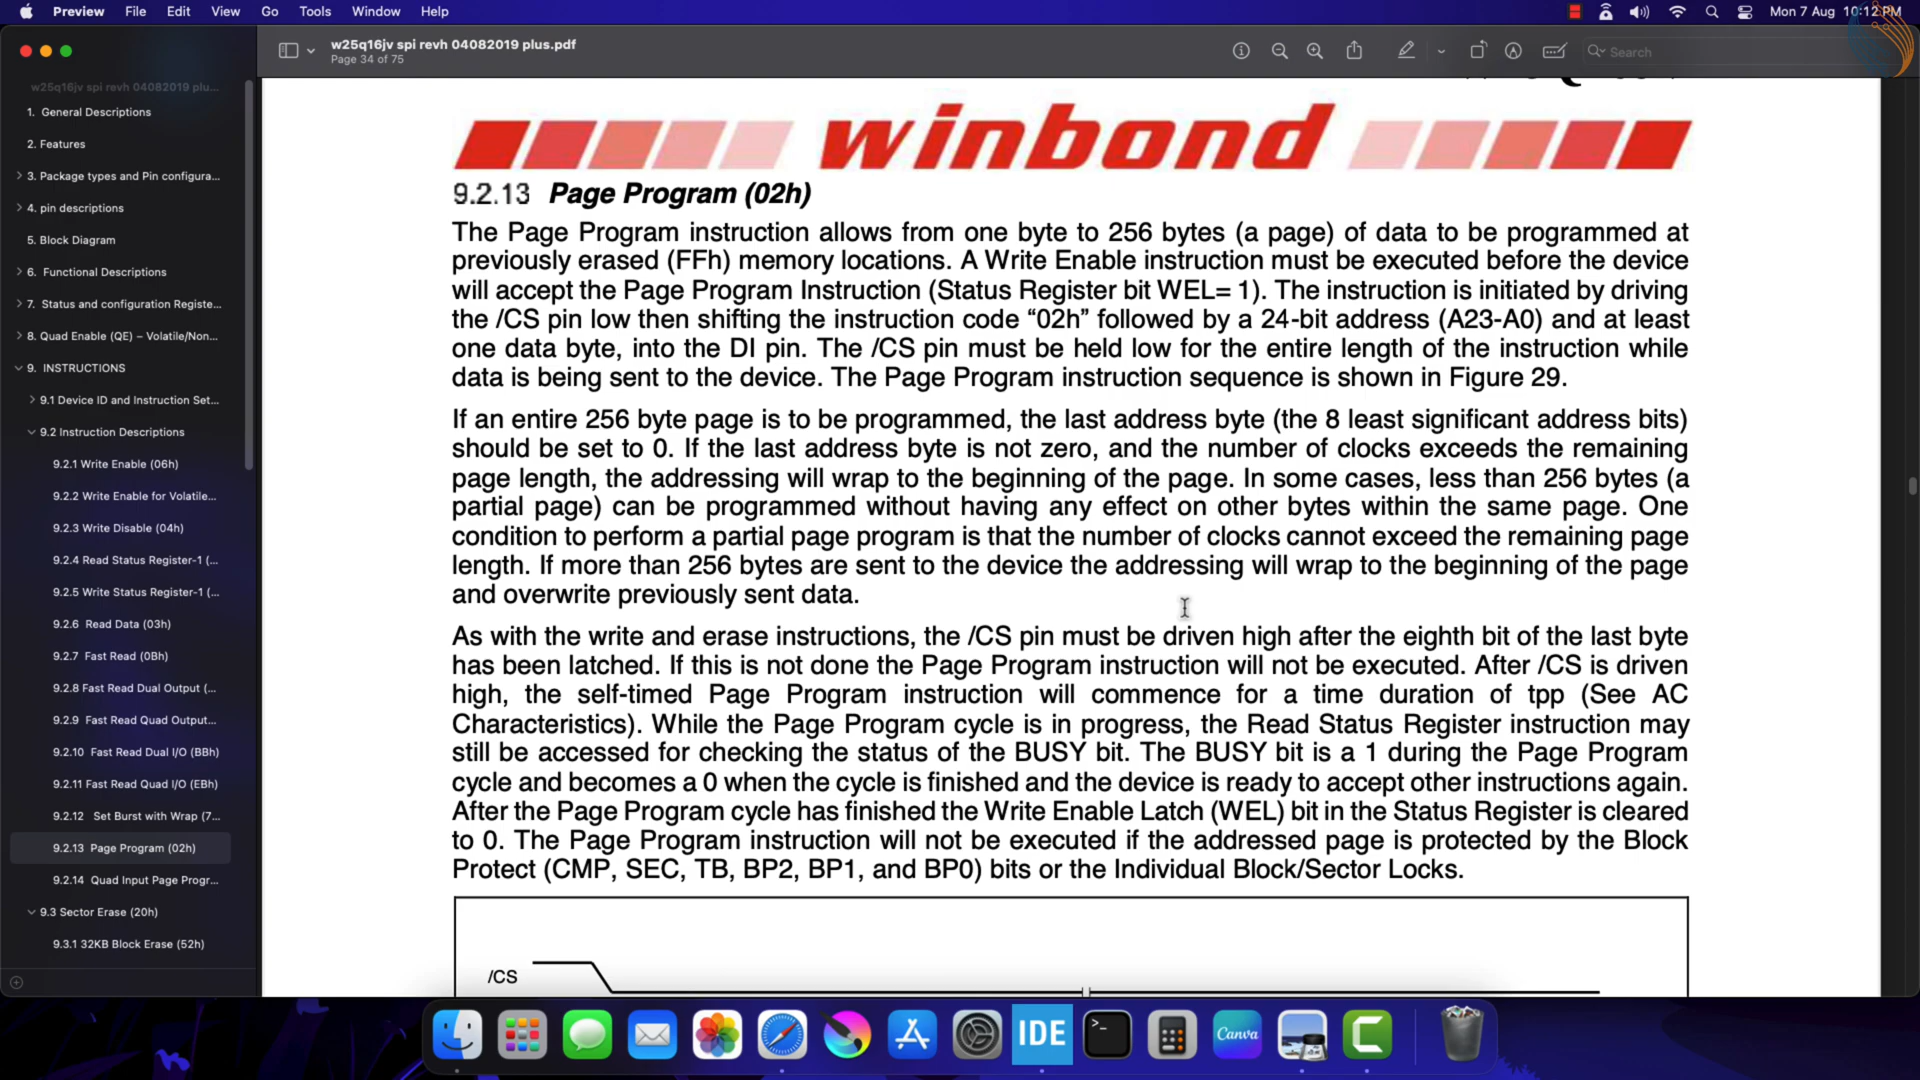 Preview File Edit View Go Tools Window Help
Mon 7 Aug 10:12 PM
w25q16jv spi revh 04082019 plus.pdf
Page 34 of 75
Search
w25q16jv spi revh 04082019 plu...
1. General Descriptions
2. Features
3. Package types and Pin configura...
4. pin descriptions
5. Block Diagram
6. Functional Descriptions
7. Status and configuration Registe...
8. Quad Enable (QE) – Volatile/Non...
9. INSTRUCTIONS
9.1 Device ID and Instruction Set...
9.2 Instruction Descriptions
9.2.1 Write Enable (06h)
9.2.2 Write Enable for Volatile...
9.2.3 Write Disable (04h)
9.2.4 Read Status Register-1 (...
9.2.5 Write Status Register-1 (...
9.2.6 Read Data (03h)
9.2.7 Fast Read (0Bh)
9.2.8 Fast Read Dual Output (...
9.2.9 Fast Read Quad Output...
9.2.10 Fast Read Dual I/O (BBh)
9.2.11 Fast Read Quad I/O (EBh)
9.2.12 Set Burst with Wrap (7...
9.2.13 Page Program (02h)
9.2.14 Quad Input Page Progr...
9.3 Sector Erase (20h)
9.3.1 32KB Block Erase (52h)
winbond
9.2.13 Page Program (02h)
The Page Program instruction allows from one byte to 256 bytes (a page) of data to be programmed at
previously erased (FFh) memory locations. A Write Enable instruction must be executed before the device
will accept the Page Program Instruction (Status Register bit WEL= 1). The instruction is initiated by driving
the /CS pin low then shifting the instruction code “02h” followed by a 24-bit address (A23-A0) and at least
one data byte, into the DI pin. The /CS pin must be held low for the entire length of the instruction while
data is being sent to the device. The Page Program instruction sequence is shown in Figure 29.
If an entire 256 byte page is to be programmed, the last address byte (the 8 least significant address bits)
should be set to 0. If the last address byte is not zero, and the number of clocks exceeds the remaining
page length, the addressing will wrap to the beginning of the page. In some cases, less than 256 bytes (a
partial page) can be programmed without having any effect on other bytes within the same page. One
condition to perform a partial page program is that the number of clocks cannot exceed the remaining page
length. If more than 256 bytes are sent to the device the addressing will wrap to the beginning of the page
and overwrite previously sent data.
As with the write and erase instructions, the /CS pin must be driven high after the eighth bit of the last byte
has been latched. If this is not done the Page Program instruction will not be executed. After /CS is driven
high, the self-timed Page Program instruction will commence for a time duration of tpp (See AC
Characteristics). While the Page Program cycle is in progress, the Read Status Register instruction may
still be accessed for checking the status of the BUSY bit. The BUSY bit is a 1 during the Page Program
cycle and becomes a 0 when the cycle is finished and the device is ready to accept other instructions again.
After the Page Program cycle has finished the Write Enable Latch (WEL) bit in the Status Register is cleared
to 0. The Page Program instruction will not be executed if the addressed page is protected by the Block
Protect (CMP, SEC, TB, BP2, BP1, and BP0) bits or the Individual Block/Sector Locks.
/CS
IDE
Canva